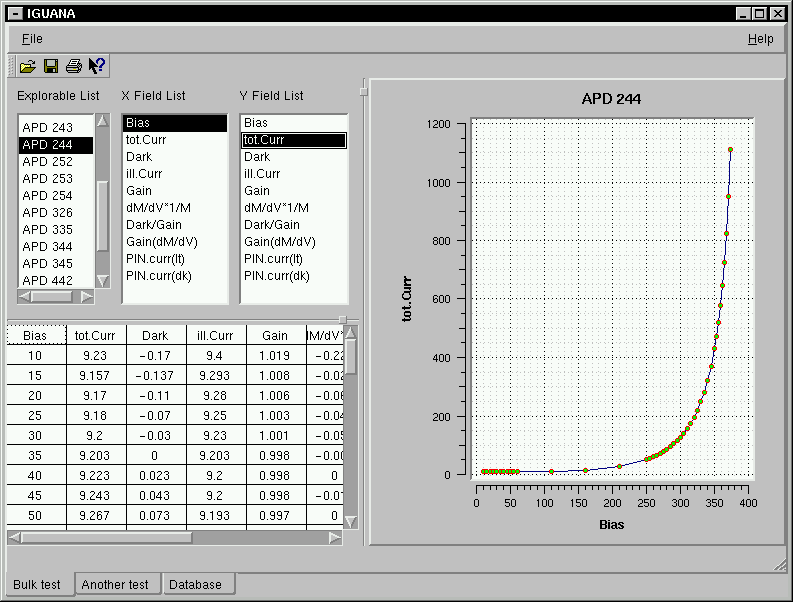 IGUANA
File Help
Explorable List X Field List Y Field List
APD 243
APD 244
APD 252
APD 253
APD 254
APD 326
APD 335
APD 344
APD 345
APD 442
Bias
tot.Curr
Dark
ill.Curr
Gain
dM/dV*1/M
Dark/Gain
Gain(dM/dV)
PIN.curr(lt)
PIN.curr(dk)
Bias
tot.Curr
Dark
ill.Curr
Gain
dM/dV*1/M
Dark/Gain
Gain(dM/dV)
PIN.curr(lt)
PIN.curr(dk)
Bias tot.Curr Dark ill.Curr Gain IM/dV*
10 9.23 -0.17 9.4 1.019 -0.22
15 9.157 -0.137 9.293 1.008 -0.02
20 9.17 -0.11 9.28 1.006 -0.06
25 9.18 -0.07 9.25 1.003 -0.04
30 9.2 -0.03 9.23 1.001 -0.05
35 9.203 0 9.203 0.998 -0.00
40 9.223 0.023 9.2 0.998 0
45 9.243 0.043 9.2 0.998 -0.01
50 9.267 0.073 9.193 0.997 0
APD 244
1200
1000
800
600
400
200
0
tot.Curr
0 50 100 150 200 250 300 350 400
Bias
Bulk test Another test Database